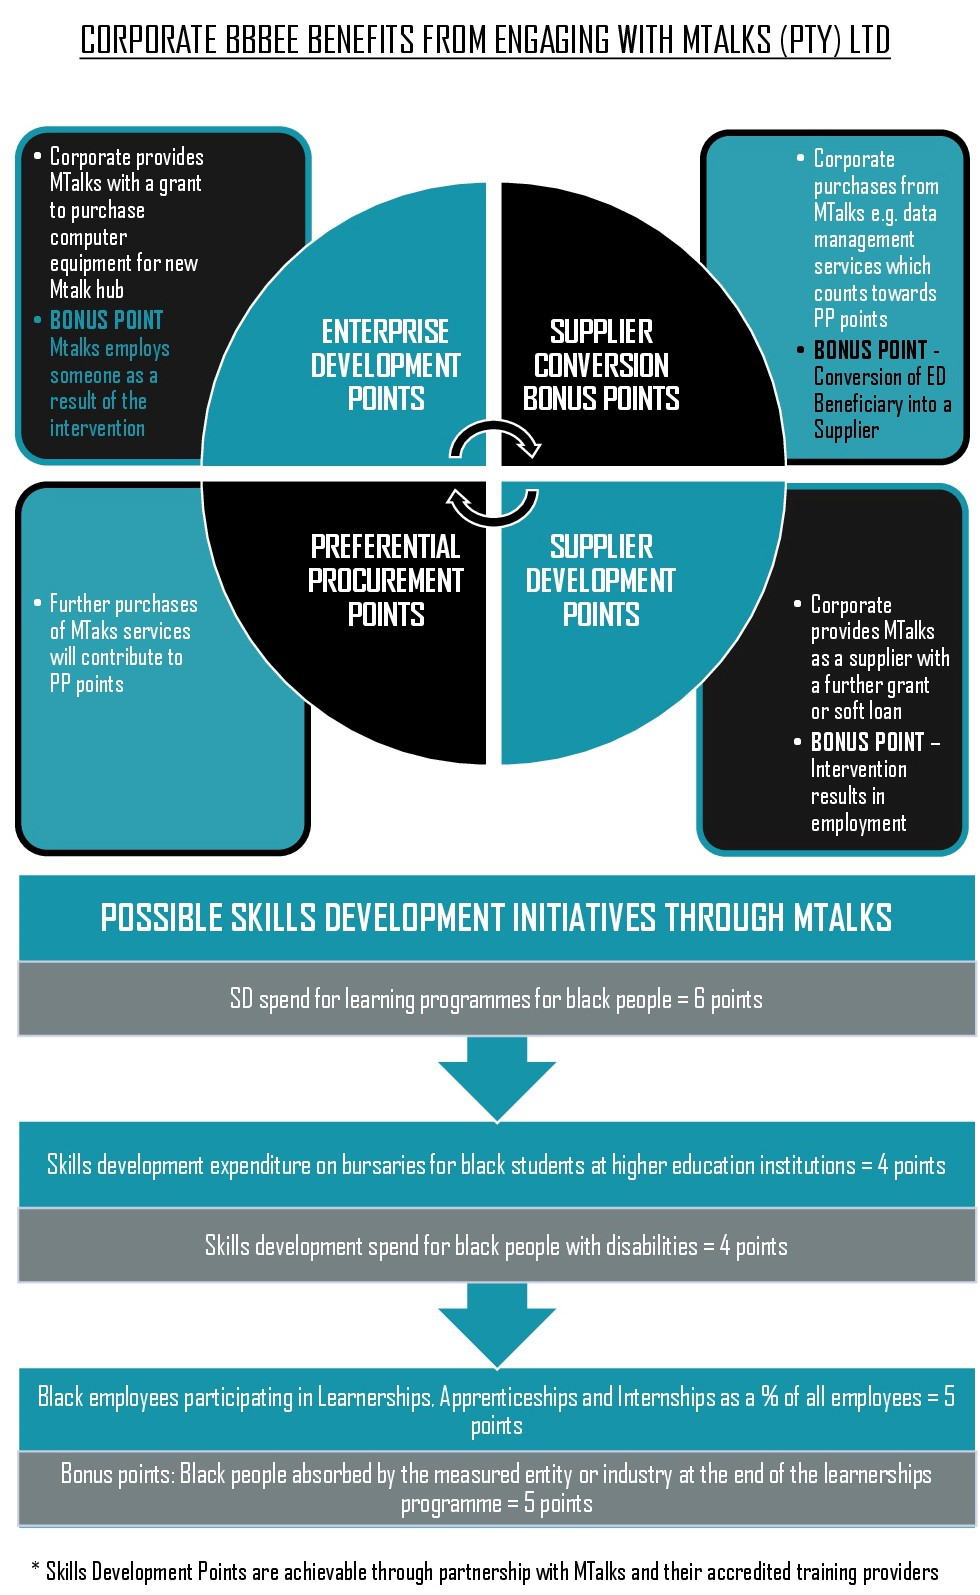 CORPORATE BBBEE BENEFITS FROM ENGAGING WITH MTALKS (PTY) LTD
• Corporate provides
MTalks with a grant
to purchase
computer
equipment for new
Mtalk hub
• BONUS POINT
Mtalks employs
someone as a
result of the
intervention
ENTERPRISE
DEVELOPMENT
POINTS
SUPPLIER
CONVERSION
BONUS POINTS
• Corporate
purchases from
MTalks e.g. data
management
services which
counts towards
PP points
• BONUS POINT -
Conversion of ED
Beneficiary into a
Supplier
• Further purchases
of MTaks services
will contribute to
PP points
PREFERENTIAL
PROCUREMENT
POINTS
SUPPLIER
DEVELOPMENT
POINTS
• Corporate
provides MTalks
as a supplier with
a further grant
or soft loan
• BONUS POINT –
Intervention
results in
employment
POSSIBLE SKILLS DEVELOPMENT INITIATIVES THROUGH MTALKS
SD spend for learning programmes for black people = 6 points
Skills development expenditure on bursaries for black students at higher education institutions = 4 points
Skills development spend for black people with disabilities = 4 points
Black employees participating in Learnerships, Apprenticeships and Internships as a % of all employees = 5
points
Bonus points: Black people absorbed by the measured entity or industry at the end of the learnerships
programme = 5 points
* Skills Development Points are achievable through partnership with MTalks and their accredited training providers